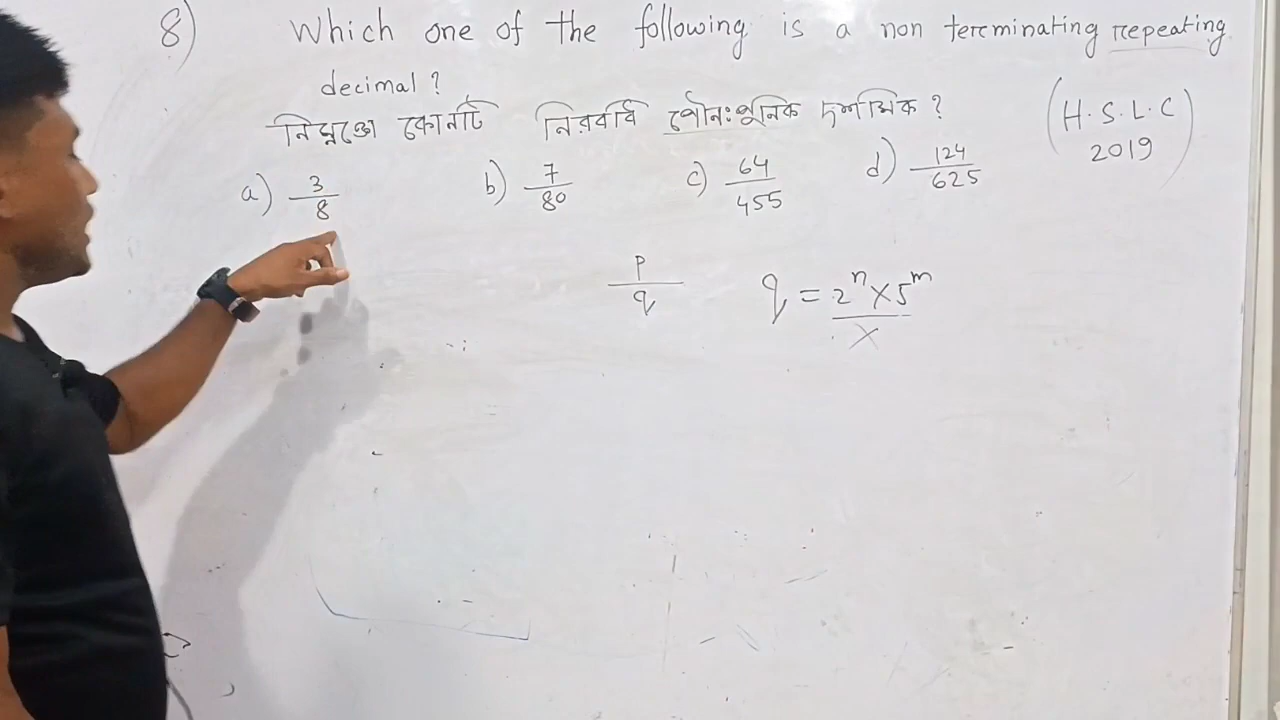 8) Which one of the following is a non terminating repeating
decimal?
নিম্নৰ কোনটি নিৰবধি পৌনঃপুনিক দশমিক?
(H.S.L.C
2019)
a) 3/8 b) 7/80 c) 64/455 d) 124/625
p/q q = 2ⁿ×5ᵐ
X